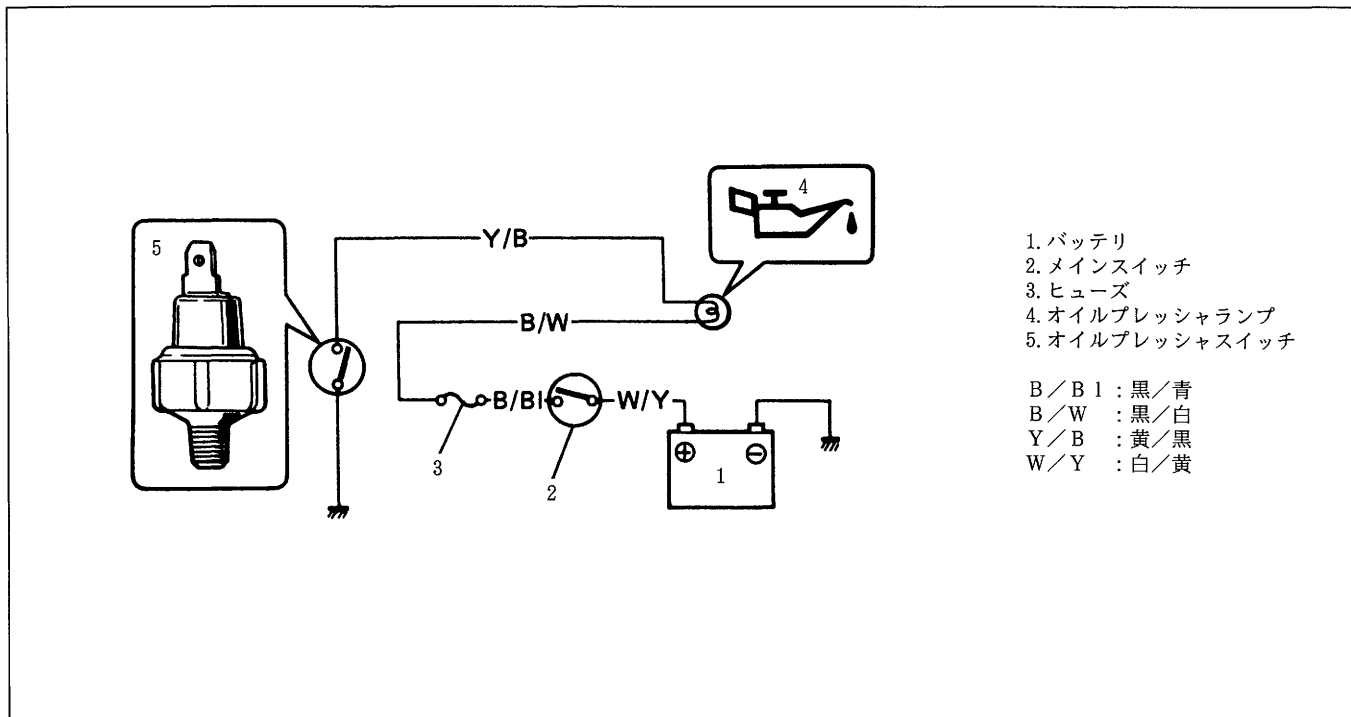 5
4
Y/B
B/W
B/Bl
W/Y
3
2
1
⊕
⊖
1. バッテリ
2. メインスイッチ
3. ヒューズ
4. オイルプレッシャランプ
5. オイルプレッシャスイッチ
B/Bl:黒/青
B/W :黒/白
Y/B :黄/黒
W/Y :白/黄